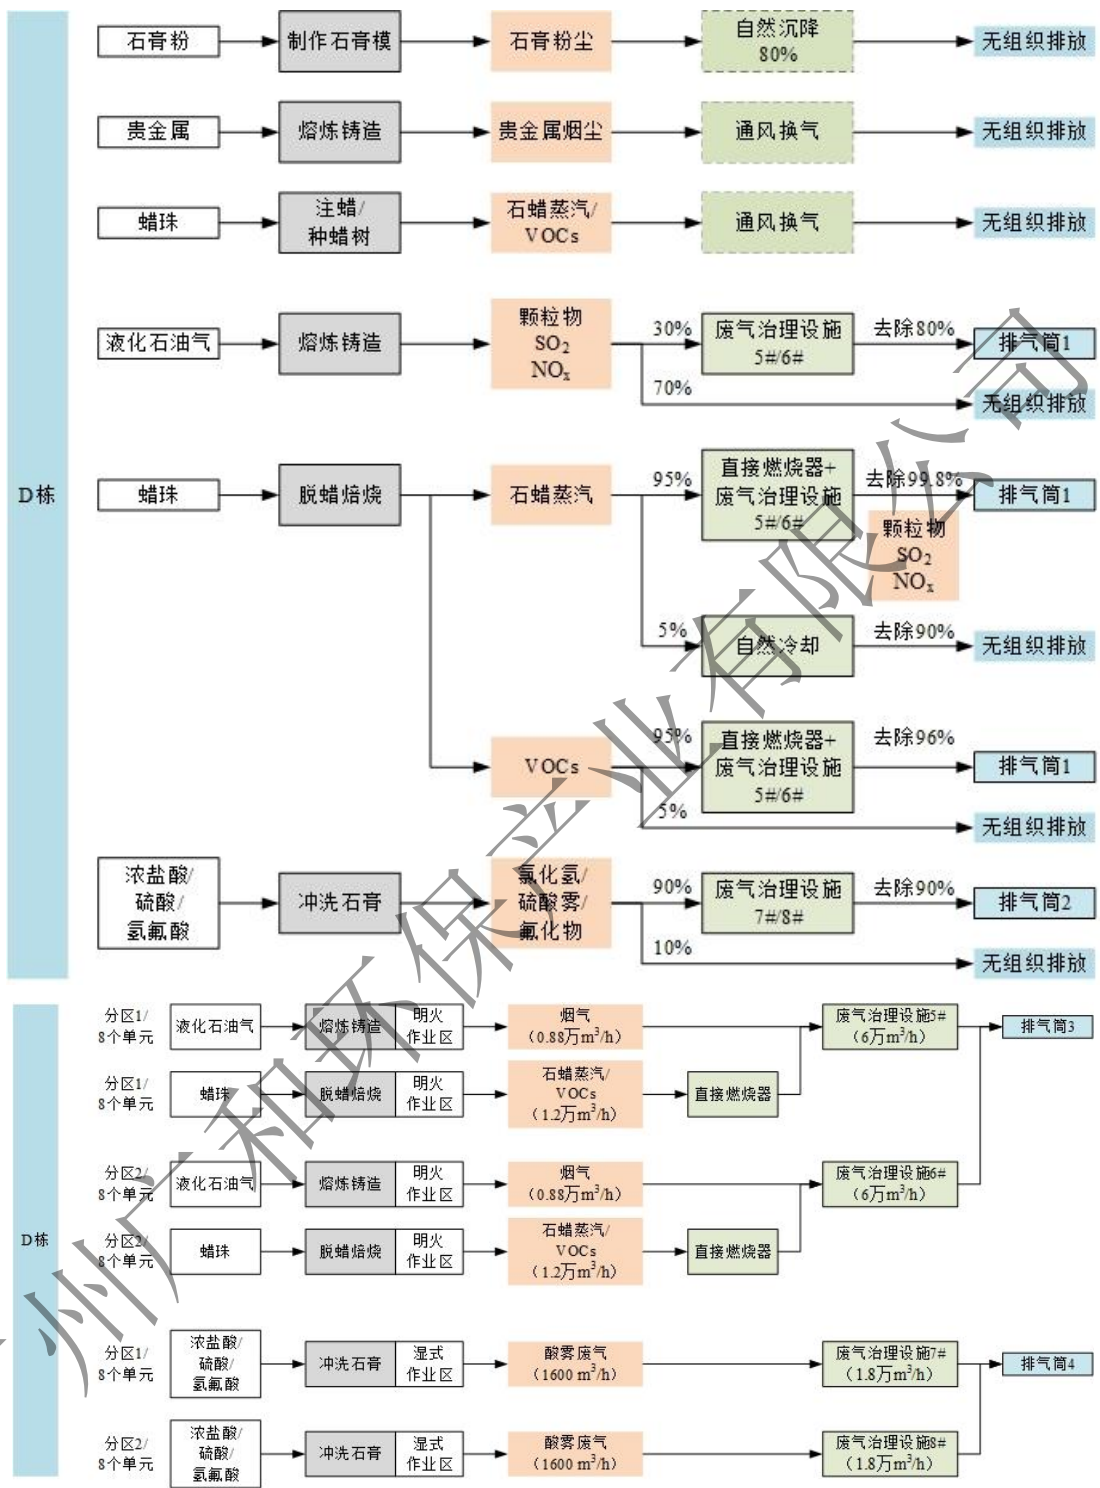 石膏粉
制作石膏模
石膏粉尘
自然沉降
80%
无组织排放
贵金属
熔炼铸造
贵金属烟尘
通风换气
无组织排放
蜡珠
注蜡/
种蜡树
石蜡蒸汽/
VOCs
通风换气
无组织排放
液化石油气
熔炼铸造
颗粒物
SO₂
NOₓ
30%
废气治理设施
5#/6#
去除80%
排气筒1
70%
无组织排放
D栋
蜡珠
脱蜡焙烧
石蜡蒸汽
95%
直接燃烧器+
废气治理设施
5#/6#
去除99.8%
排气筒1
颗粒物
SO₂
NOₓ
5%
自然冷却
去除90%
无组织排放
VOCs
95%
直接燃烧器+
废气治理设施
5#/6#
去除96%
排气筒1
5%
无组织排放
浓盐酸/
硫酸/
氢氟酸
冲洗石膏
氯化氢/
硫酸雾/
氟化物
90%
废气治理设施
7#/8#
去除90%
排气筒2
10%
无组织排放
D栋
分区1/
8个单元
液化石油气
熔炼铸造
明火
作业区
烟气
（0.88万m³/h）
废气治理设施5#
（6万m³/h）
排气筒3
分区1/
8个单元
蜡珠
脱蜡焙烧
明火
作业区
石蜡蒸汽/
VOCs
（1.2万m³/h）
直接燃烧器
分区2/
8个单元
液化石油气
熔炼铸造
明火
作业区
烟气
（0.88万m³/h）
废气治理设施6#
（6万m³/h）
分区2/
8个单元
蜡珠
脱蜡焙烧
明火
作业区
石蜡蒸汽/
VOCs
（1.2万m³/h）
直接燃烧器
分区1/
8个单元
浓盐酸/
硫酸/
氢氟酸
冲洗石膏
湿式
作业区
酸雾废气
（1600 m³/h）
废气治理设施7#
（1.8万m³/h）
排气筒4
分区2/
8个单元
浓盐酸/
硫酸/
氢氟酸
冲洗石膏
湿式
作业区
酸雾废气
（1600 m³/h）
废气治理设施8#
（1.8万m³/h）
州广和环保产业有限公司